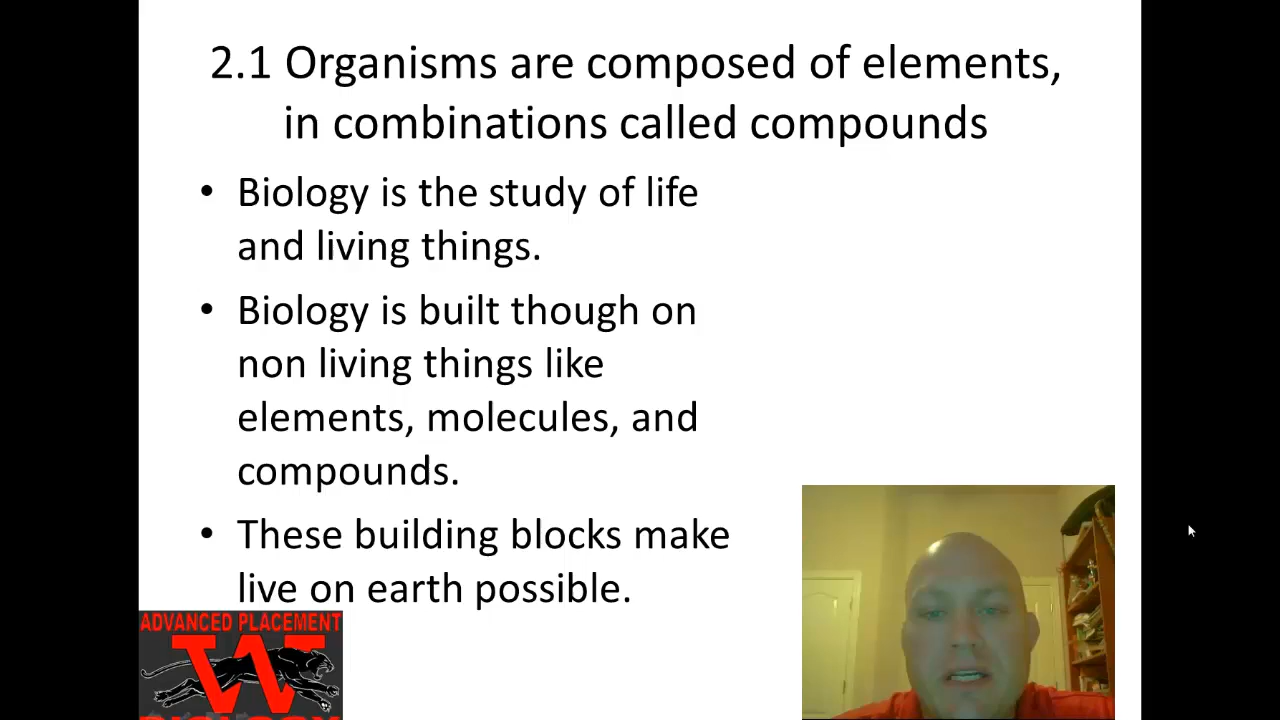 2.1 Organisms are composed of elements,
in combinations called compounds
• Biology is the study of life
and living things.
• Biology is built though on
non living things like
elements, molecules, and
compounds.
• These building blocks make
live on earth possible.
ADVANCED PLACEMENT
W
BIOLOGY